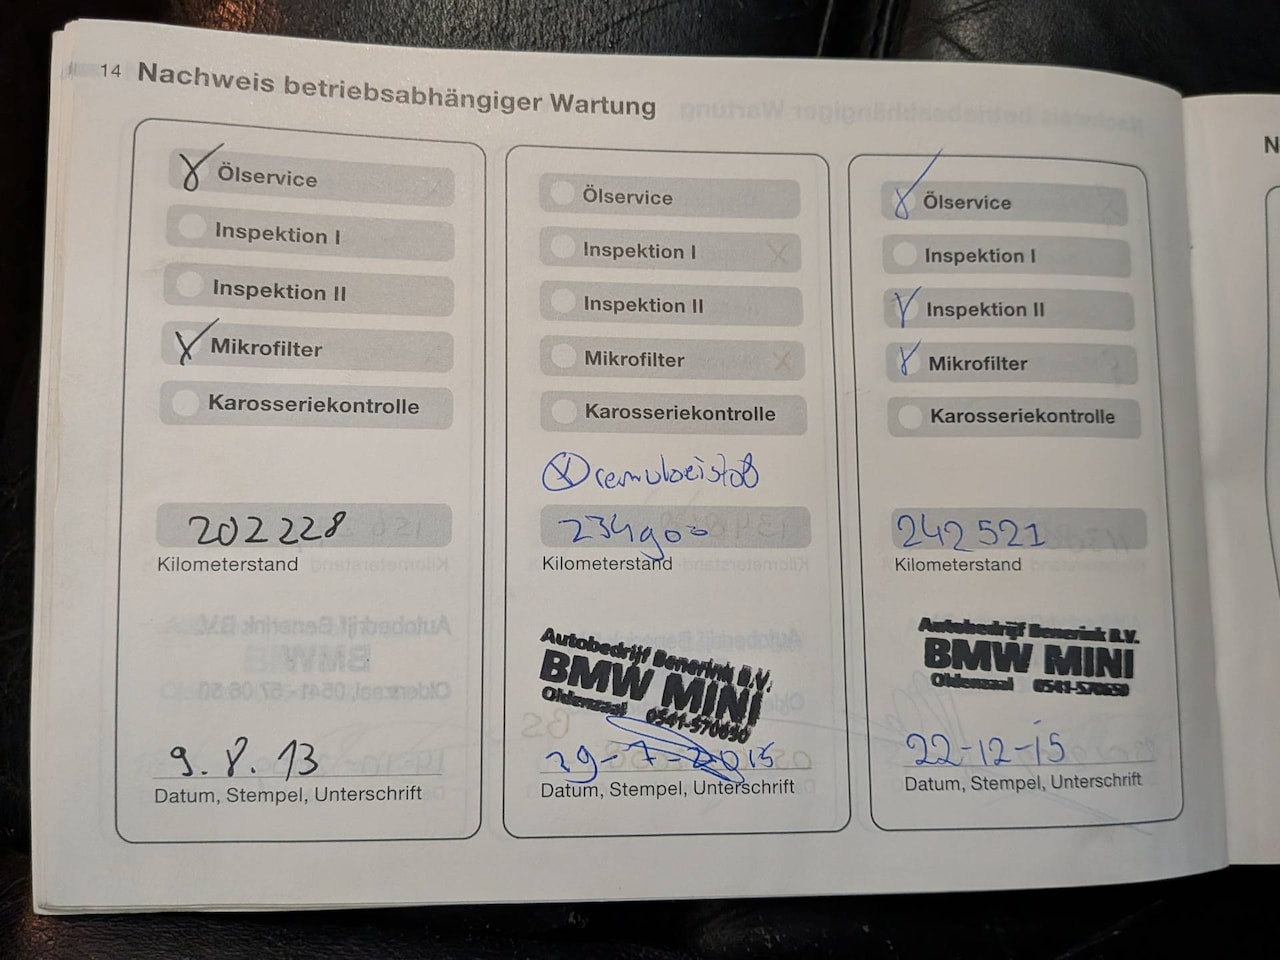 14 Nachweis betriebsabhängiger Wartung
Ölservice
Inspektion I
Inspektion II
Mikrofilter
Karosseriekontrolle
202228
Kilometerstand
9.8.13
Datum, Stempel, Unterschrift
Ölservice
Inspektion I
Inspektion II
Mikrofilter
Karosseriekontrolle
234900
Kilometerstand
Autobedrijf Benerink B.V.
BMW MINI
Oldenzaal 0541-570650
29-7-2015
Datum, Stempel, Unterschrift
Ölservice
Inspektion I
Inspektion II
Mikrofilter
Karosseriekontrolle
242521
Kilometerstand
Autobedrijf Benerink B.V.
BMW MINI
Oldenzaal 0541-570650
22-12-15
Datum, Stempel, Unterschrift
N